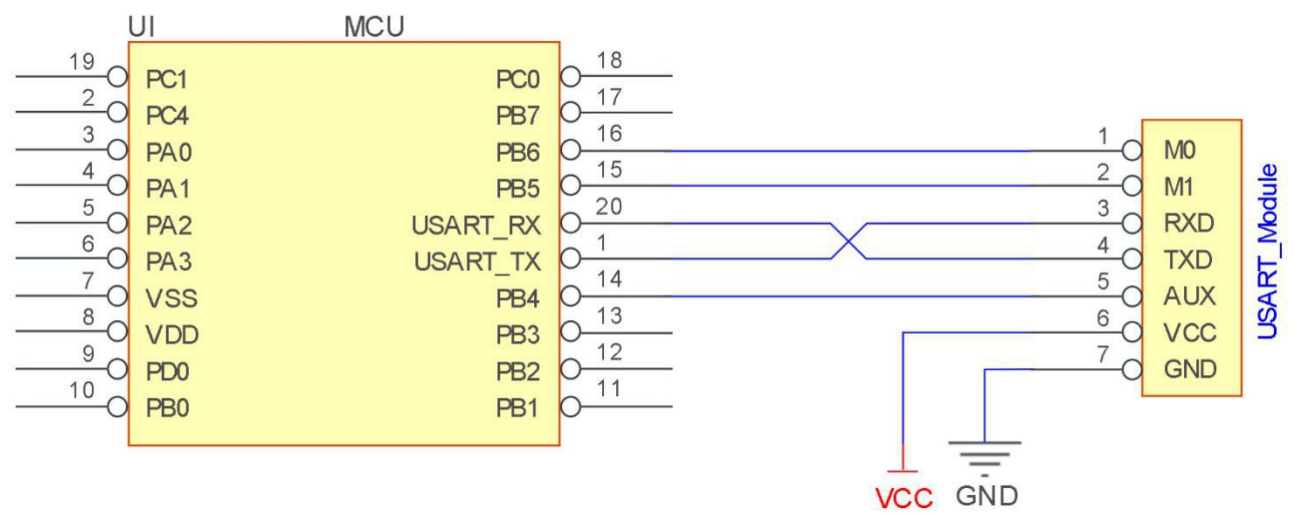 UI MCU
19 PC1 PC0 18
2 PC4 PB7 17
3 PA0 PB6 16 1 M0
4 PA1 PB5 15 2 M1
5 PA2 USART_RX 20 3 RXD
6 PA3 USART_TX 1 4 TXD
7 VSS PB4 14 5 AUX
8 VDD PB3 13 6 VCC
9 PD0 PB2 12 7 GND
10 PB0 PB1 11
USART_Module
VCC GND